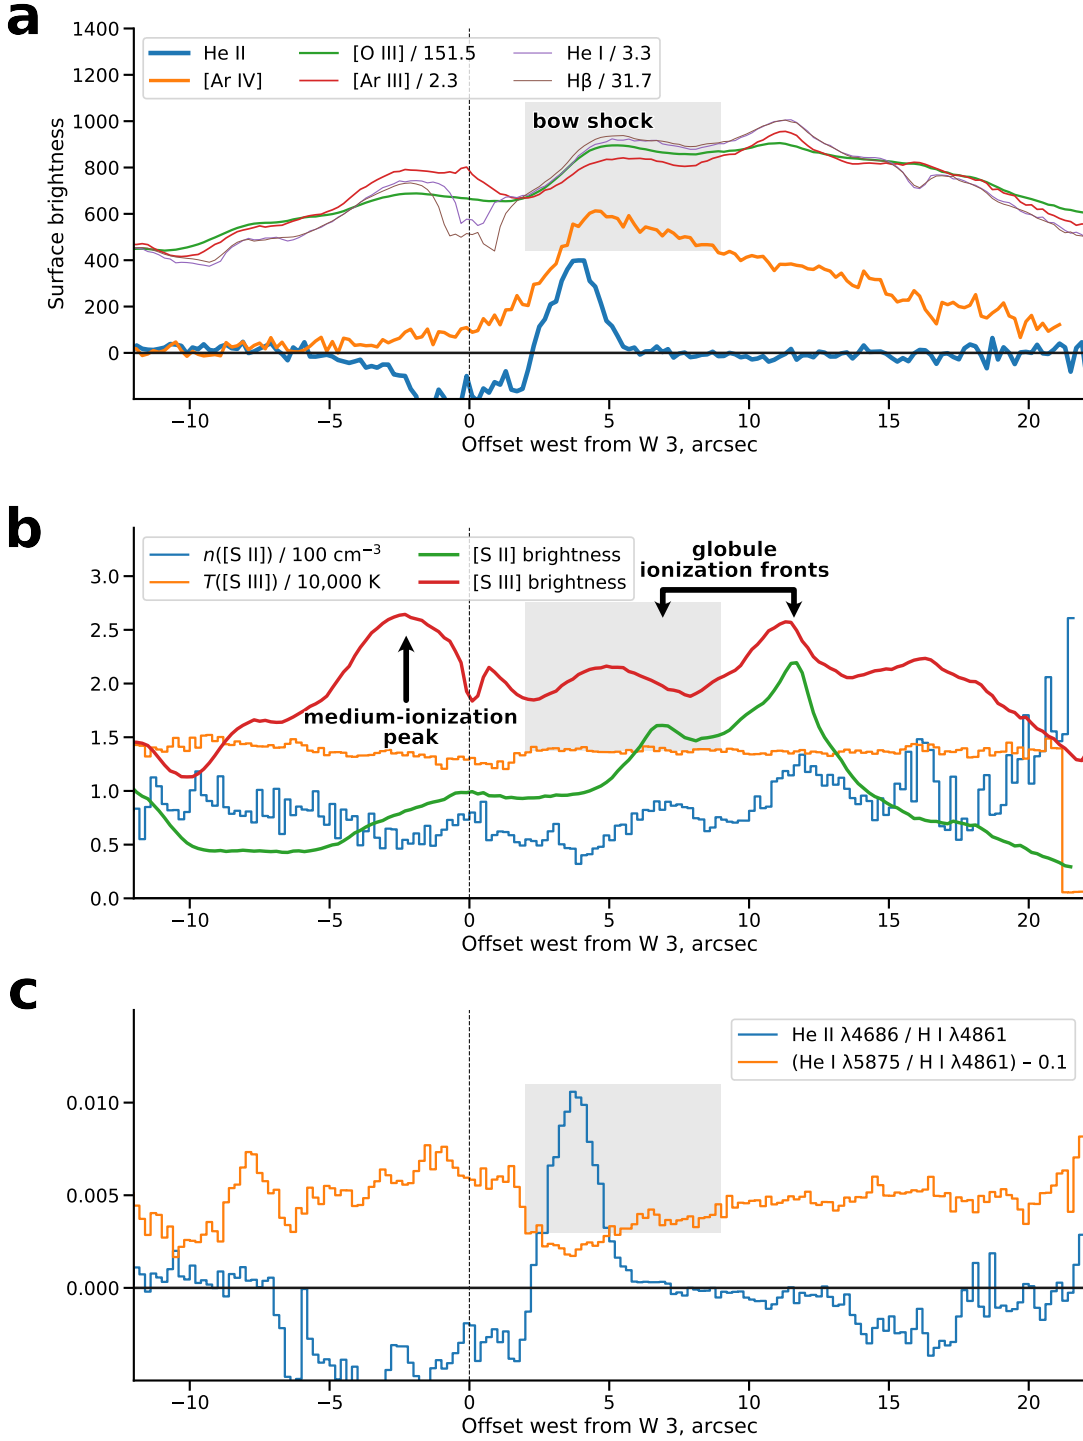 a
1400
1200
1000
800
600
400
200
0
Surface brightness
He II
[O III] / 151.5
He I / 3.3
[Ar IV]
[Ar III] / 2.3
Hβ / 31.7
bow shock
−10
−5
0
5
10
15
20
Offset west from W 3, arcsec
b
3.0
2.5
2.0
1.5
1.0
0.5
0.0
n([S II]) / 100 cm⁻³
[S II] brightness
T([S III]) / 10,000 K
[S III] brightness
globule
ionization fronts
medium-ionization
peak
−10
−5
0
5
10
15
20
Offset west from W 3, arcsec
c
0.010
0.005
0.000
He II λ4686 / H I λ4861
(He I λ5875 / H I λ4861) – 0.1
−10
−5
0
5
10
15
20
Offset west from W 3, arcsec